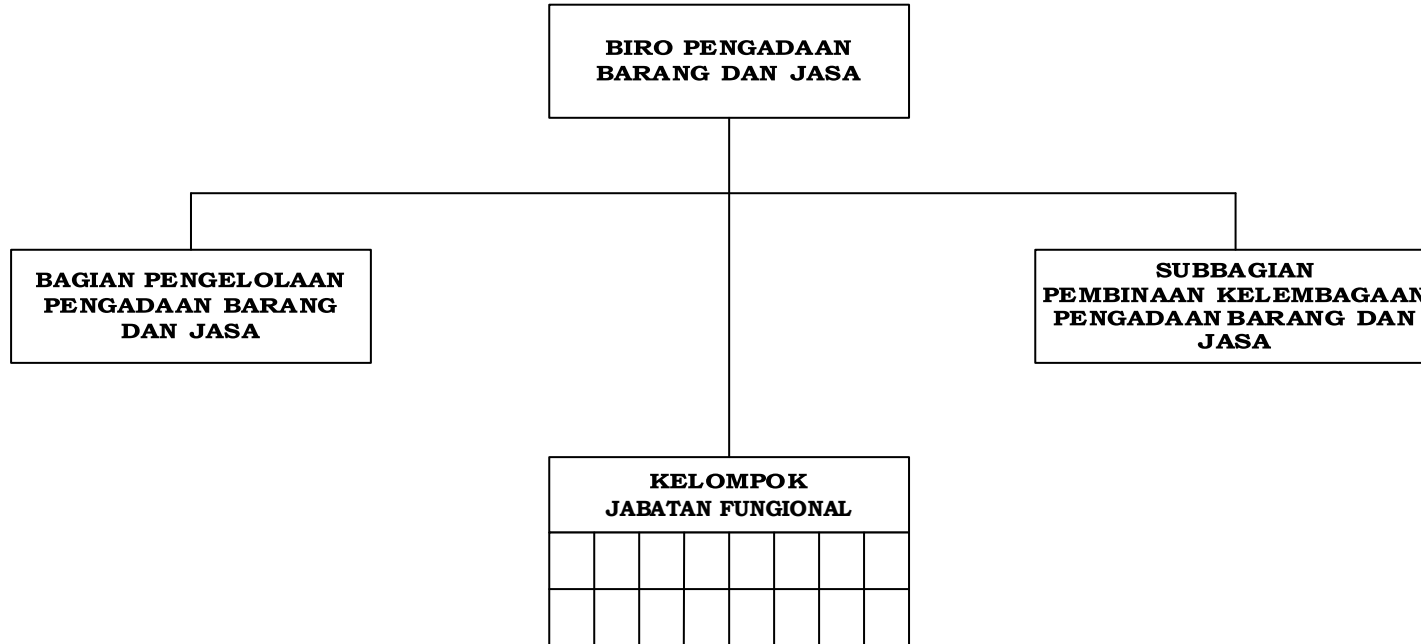 BIRO PENGADAAN
BARANG DAN JASA
BAGIAN PENGELOLAAN
PENGADAAN BARANG
DAN JASA
SUBBAGIAN
PEMBINAAN KELEMBAGAAN
PENGADAAN BARANG DAN
JASA
KELOMPOK
JABATAN FUNGIONAL